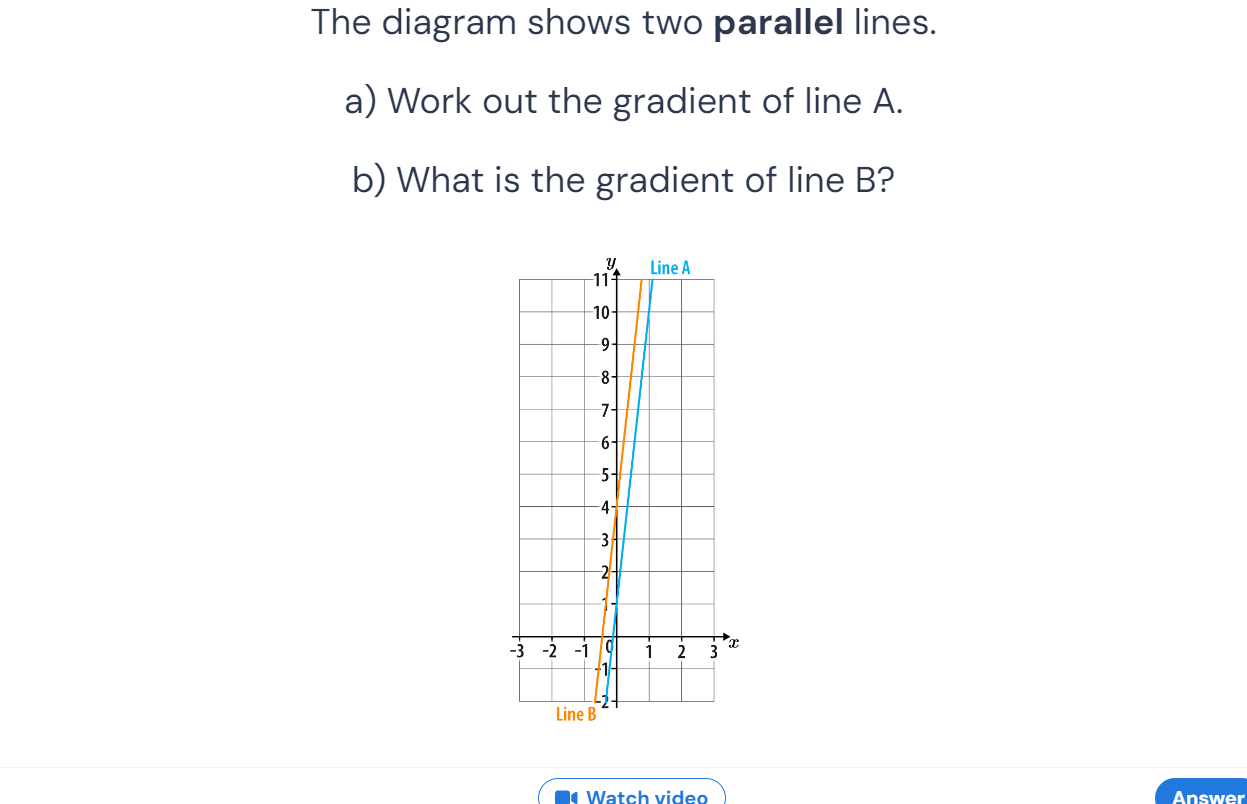 The diagram shows two parallel lines.
a) Work out the gradient of line A.
b) What is the gradient of line B?
y
Line A
11
10
9
8
7
6
5
4
3
2
1
-3 -2 -1 0 1 2 3 x
-1
-2
Line B
Watch video
Answer